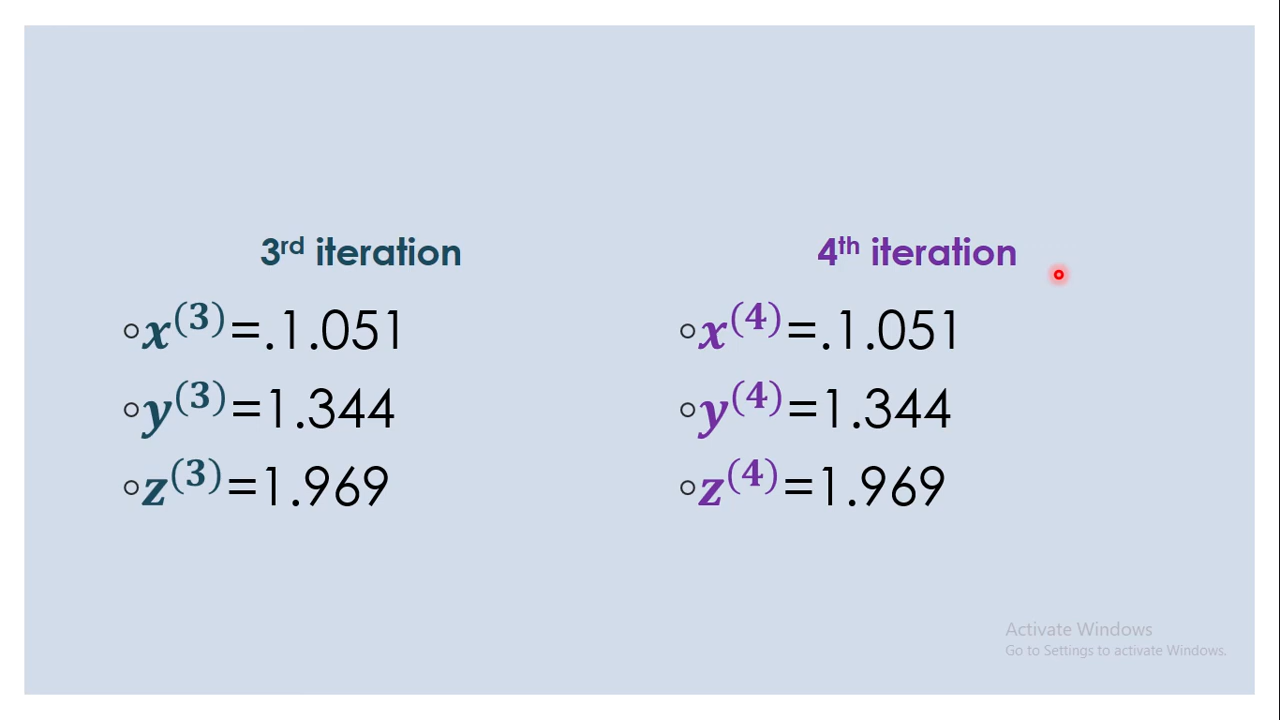 3rd iteration
◦x(3)=.1.051
◦y(3)=1.344
◦z(3)=1.969
4th iteration
◦x(4)=.1.051
◦y(4)=1.344
◦z(4)=1.969
Activate Windows
Go to Settings to activate Windows.